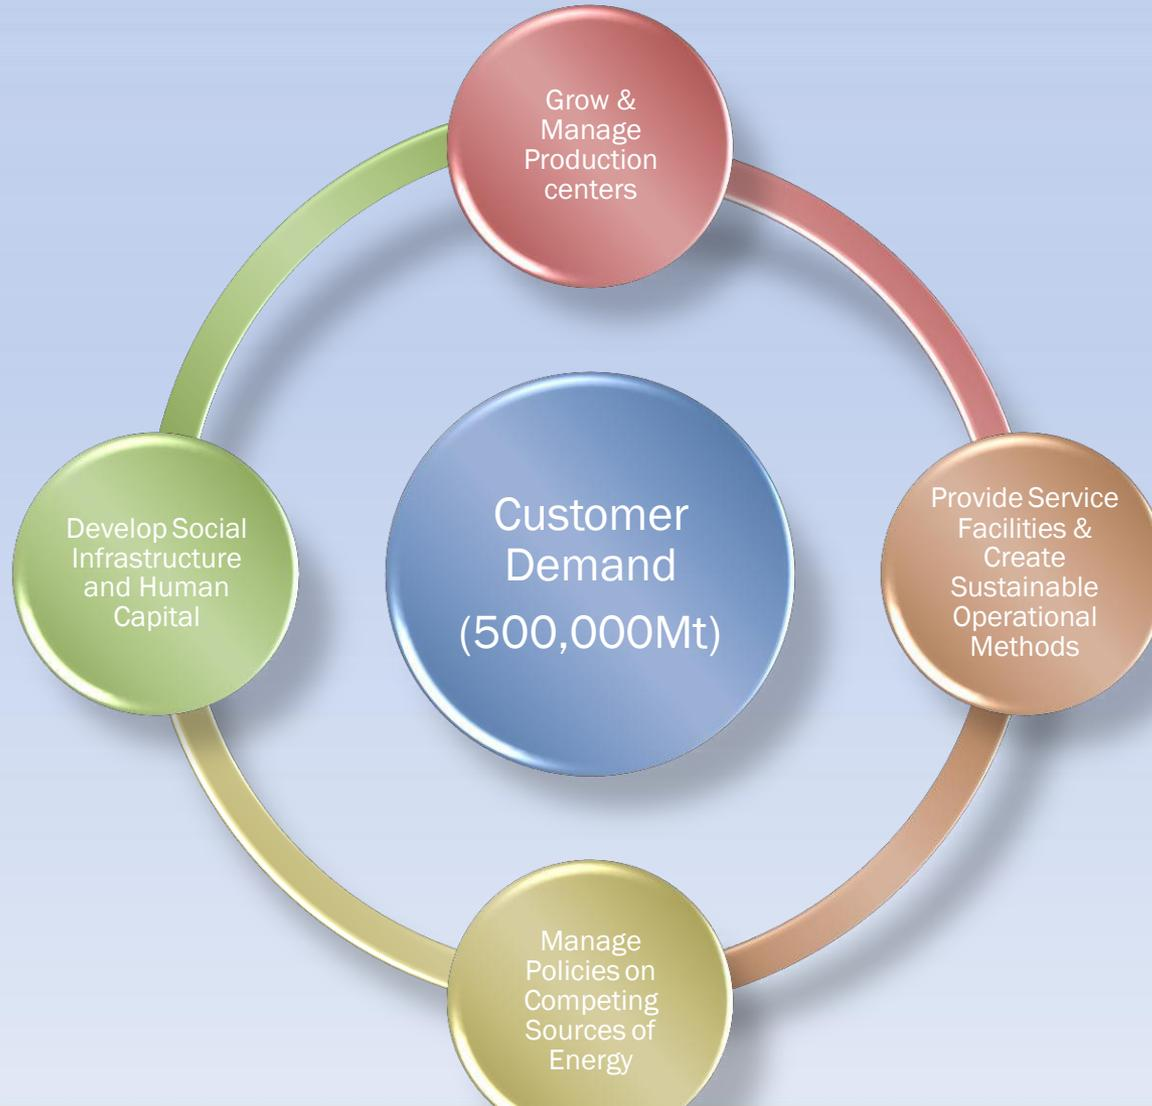 Grow &
Manage
Production
centers
Customer
Demand
(500,000Mt)
Develop Social
Infrastructure
and Human
Capital
Provide Service
Facilities &
Create
Sustainable
Operational
Methods
Manage
Policies on
Competing
Sources of
Energy